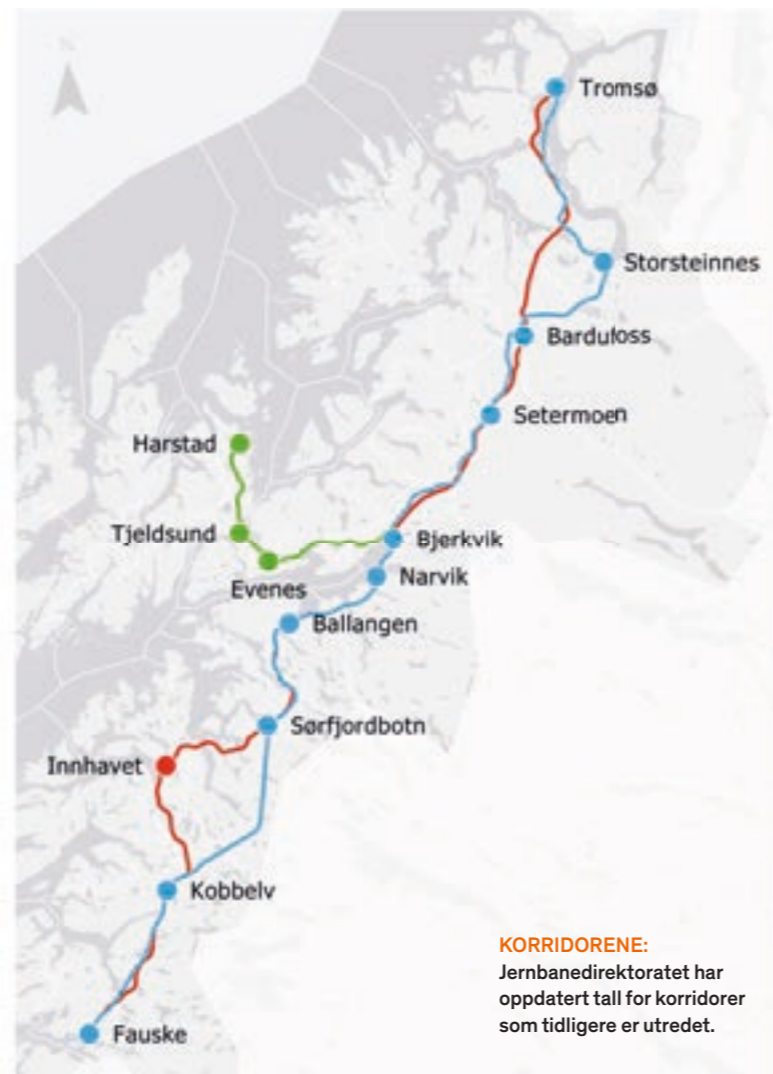 Tromsø
Storsteinnes
Bardufoss
Setermoen
Harstad
Tjeldsund
Bjerkvik
Evenes
Narvik
Ballangen
Sørfjordbotn
Innhavet
Kobbelv
KORRIDORENE:
Jernbanedirektoratet har
oppdatert tall for korridorer
som tidligere er utredet.
Fauske